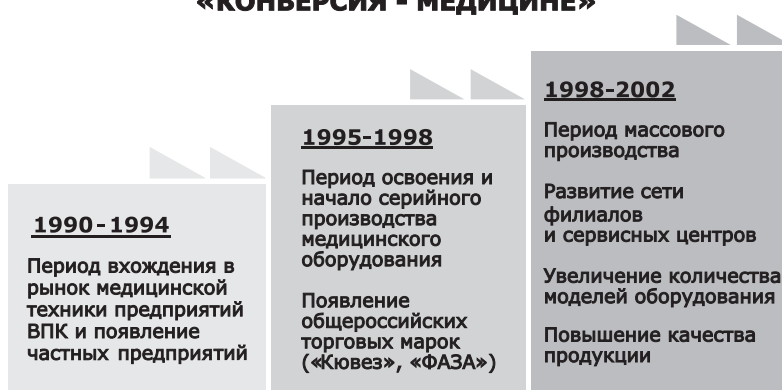 «КОНВЕРСИЯ - МЕДИЦИНЕ»
1990-1994
Период вхождения в
рынок медицинской
техники предприятий
ВПК и появление
частных предприятий
1995-1998
Период освоения и
начало серийного
производства
медицинского
оборудования
Появление
общероссийских
торговых марок
(«Кювез», «ФАЗА»)
1998-2002
Период массового
производства
Развитие сети
филиалов
и сервисных центров
Увеличение количества
моделей оборудования
Повышение качества
продукции